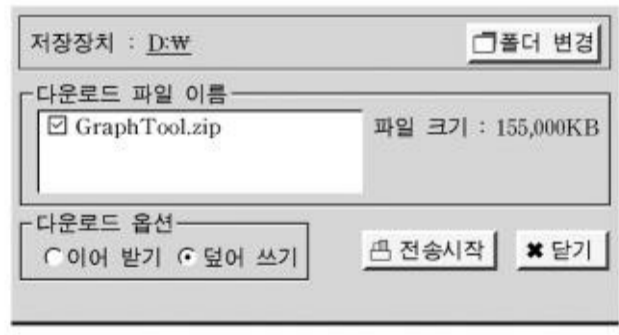 저장장치 : D:₩
폴더 변경
다운로드 파일 이름
GraphTool.zip
파일 크기 : 155,000KB
다운로드 옵션
이어 받기 덮어 쓰기
전송시작
닫기